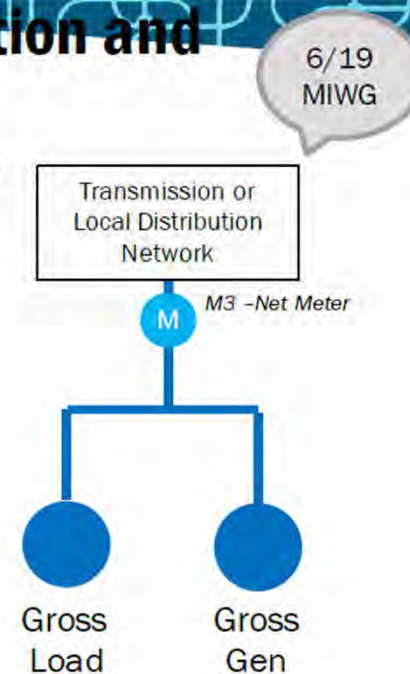 tion and
6/19
MIWG
Transmission or
Local Distribution
Network
M
M3 –Net Meter
Gross
Load
Gross
Gen